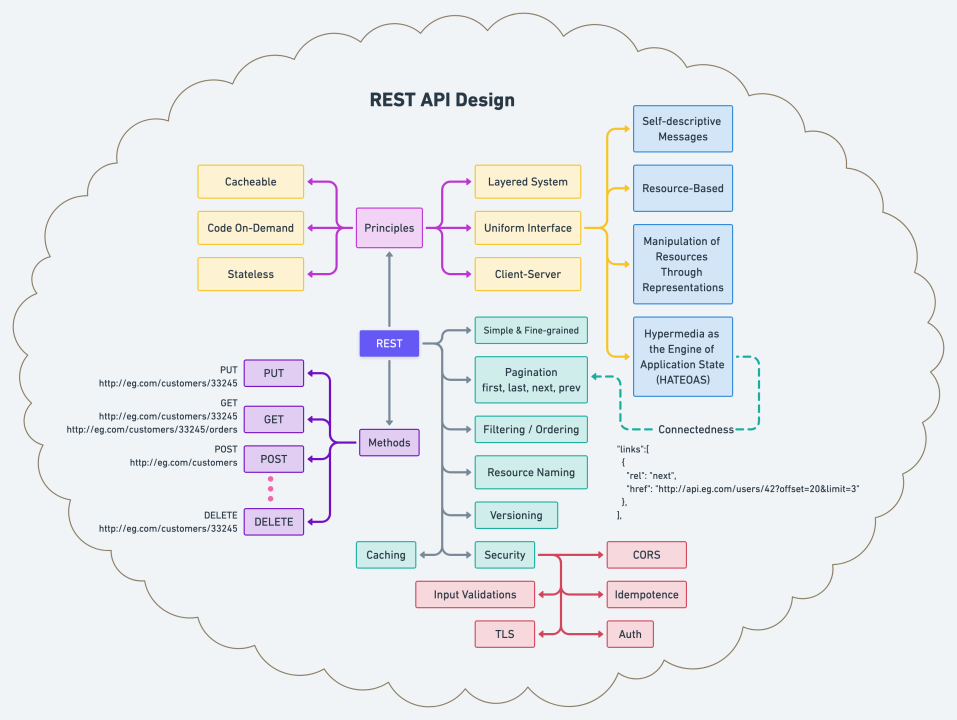 REST API Design
Cacheable
Code On-Demand
Stateless
Principles
Layered System
Uniform Interface
Client-Server
Self-descriptive
Messages
Resource-Based
Manipulation of
Resources
Through
Representations
Hypermedia as
the Engine of
Application State
(HATEOAS)
REST
Simple & Fine-grained
Pagination
first, last, next, prev
Filtering / Ordering
Resource Naming
Versioning
Caching
Security
Connectedness
"links":[
{
"rel": "next",
"href": "http://api.eg.com/users/42?offset=20&limit=3"
},
],
Methods
PUT
http://eg.com/customers/33245
PUT
GET
http://eg.com/customers/33245
http://eg.com/customers/33245/orders
GET
POST
http://eg.com/customers
POST
DELETE
http://eg.com/customers/33245
DELETE
CORS
Input Validations
Idempotence
TLS
Auth